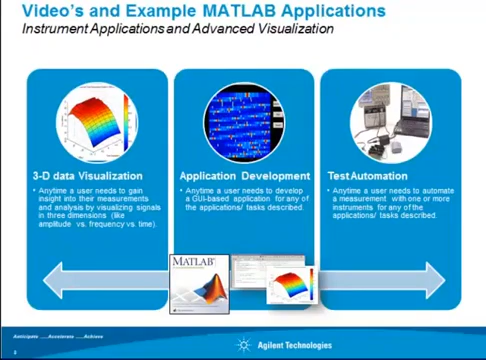 Video's and Example MATLAB Applications
Instrument Applications and Advanced Visualization
3-D data Visualization
• Anytime a user needs to gain
insight into their measurements
and analysis by visualizing signals
in three dimensions (like
amplitude vs. frequency vs. time).
Application Development
• Anytime a user needs to develop
a GUI-based application for any of
the applications/ tasks described.
Test Automation
• Anytime a user needs to automate
a measurement with one or more
instruments for any of the
applications/ tasks described.
MATLAB
Anticipate ......Accelerate ......Achieve
Agilent Technologies